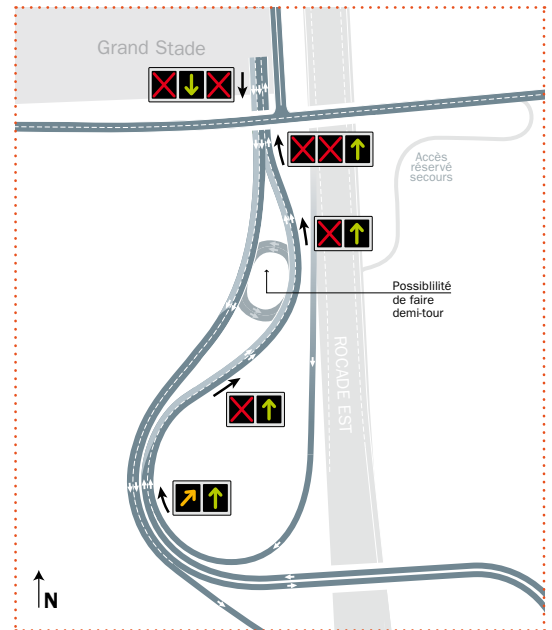 Grand Stade
Accès
réservé
secours
Possiblilité
de faire
demi-tour
ROCADE EST
N